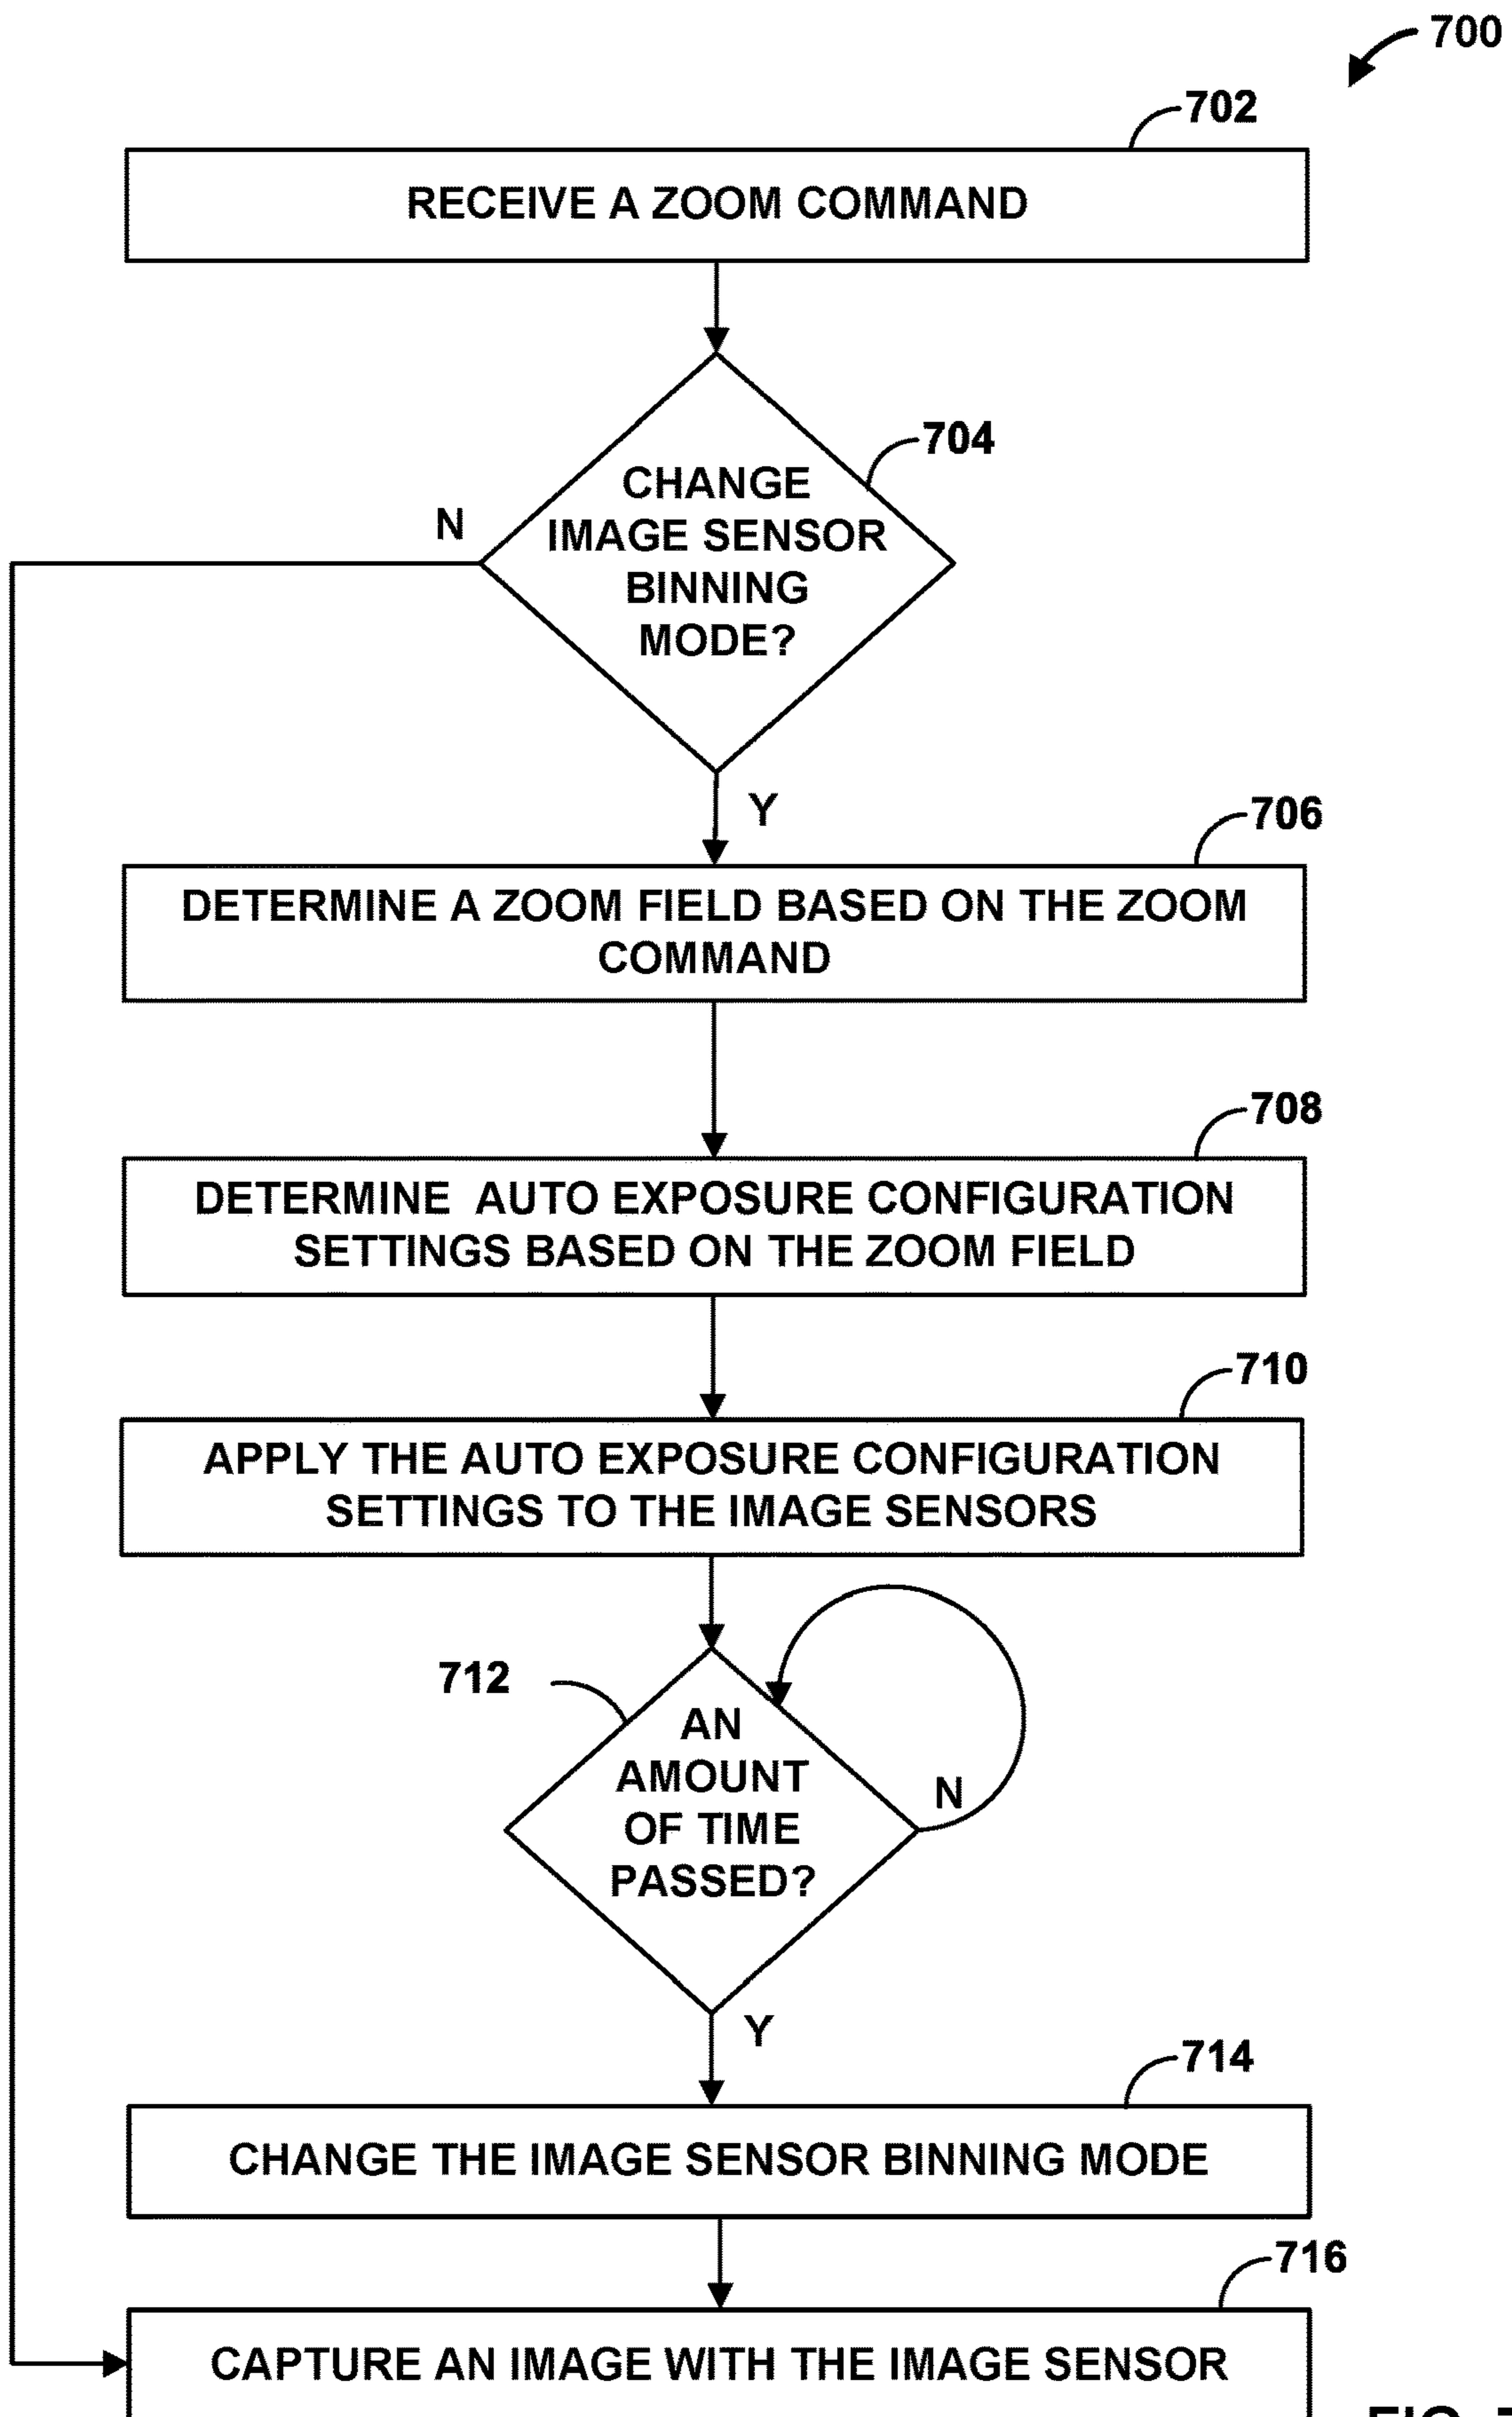 700
702
RECEIVE A ZOOM COMMAND
704
CHANGE
IMAGE SENSOR
BINNING
MODE?
N
Y
706
DETERMINE A ZOOM FIELD BASED ON THE ZOOM
COMMAND
708
DETERMINE AUTO EXPOSURE CONFIGURATION
SETTINGS BASED ON THE ZOOM FIELD
710
APPLY THE AUTO EXPOSURE CONFIGURATION
SETTINGS TO THE IMAGE SENSORS
712
AN
AMOUNT
OF TIME
PASSED?
N
Y
714
CHANGE THE IMAGE SENSOR BINNING MODE
716
CAPTURE AN IMAGE WITH THE IMAGE SENSOR
FIG.